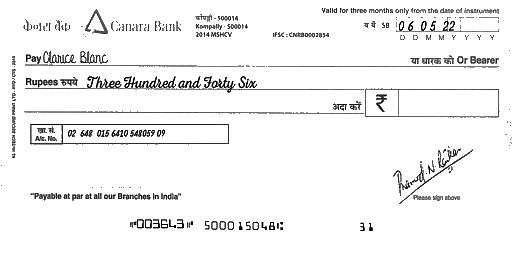 केनरा बैंक Canara Bank
कोमपल्ली - 500014
Kompally - 500014
2014 MSHCV
IFSC : CNRB0002854
Valid for three months only from the date of instrument
SB 06 05 22
D D M M Y Y Y Y
Pay Clarice Blanc या धारक को Or Bearer
Rupees रुपये Three Hundred and Forty Six
अदा करें ₹
खा. सं.
A/c. No. 02 648 015 6410 548059 09
"Payable at par at all our Branches in India"
Please sign above
⑈003643⑈ 500015048⑆ 31